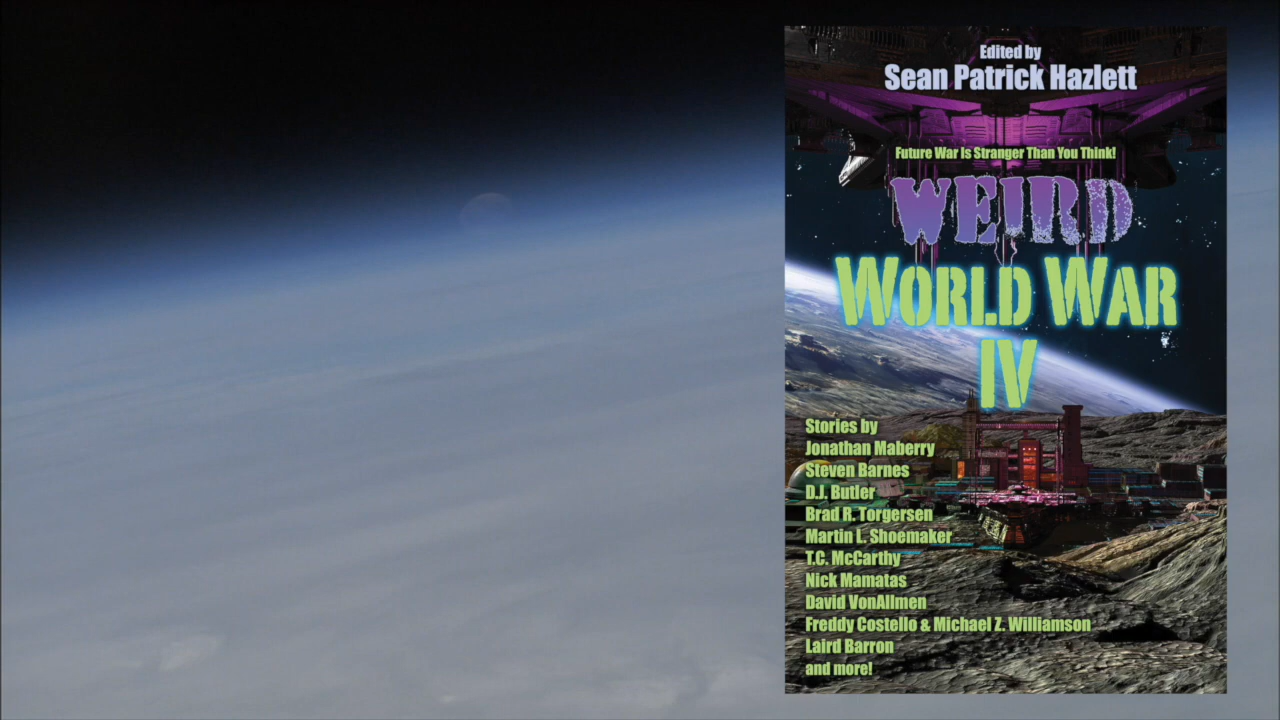 Edited by
Sean Patrick Hazlett
Future War Is Stranger Than You Think!
WEIRD
WORLD WAR
IV
Stories by
Jonathan Maberry
Steven Barnes
D.J. Butler
Brad R. Torgersen
Martin L. Shoemaker
T.C. McCarthy
Nick Mamatas
David VonAllmen
Freddy Costello & Michael Z. Williamson
Laird Barron
and more!